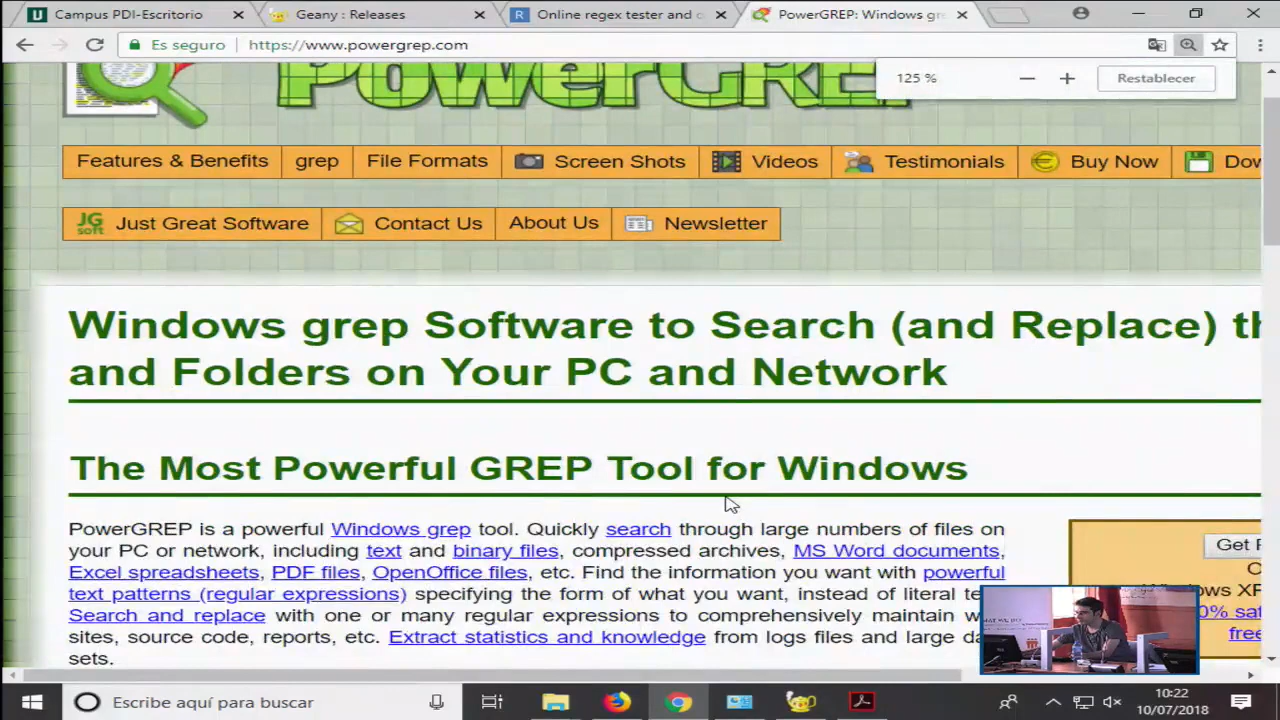 Campus PDI-Escritorio
Geany : Releases
Online regex tester and
PowerGREP: Windows gr
Es seguro
https://www.powergrep.com
125 %
Restablecer
PowerGREP
Features & Benefits
grep
File Formats
Screen Shots
Videos
Testimonials
Buy Now
Dow
JG soft
Just Great Software
Contact Us
About Us
Newsletter
Windows grep Software to Search (and Replace) th
and Folders on Your PC and Network
The Most Powerful GREP Tool for Windows
PowerGREP is a powerful Windows grep tool. Quickly search through large numbers of files on
your PC or network, including text and binary files, compressed archives, MS Word documents,
Excel spreadsheets, PDF files, OpenOffice files, etc. Find the information you want with powerful
text patterns (regular expressions) specifying the form of what you want, instead of literal te
Search and replace with one or many regular expressions to comprehensively maintain w
sites, source code, reports, etc. Extract statistics and knowledge from logs files and large da
sets.
Get F
C
Windows XP
0% sat
free
Escribe aquí para buscar
10:22
10/07/2018